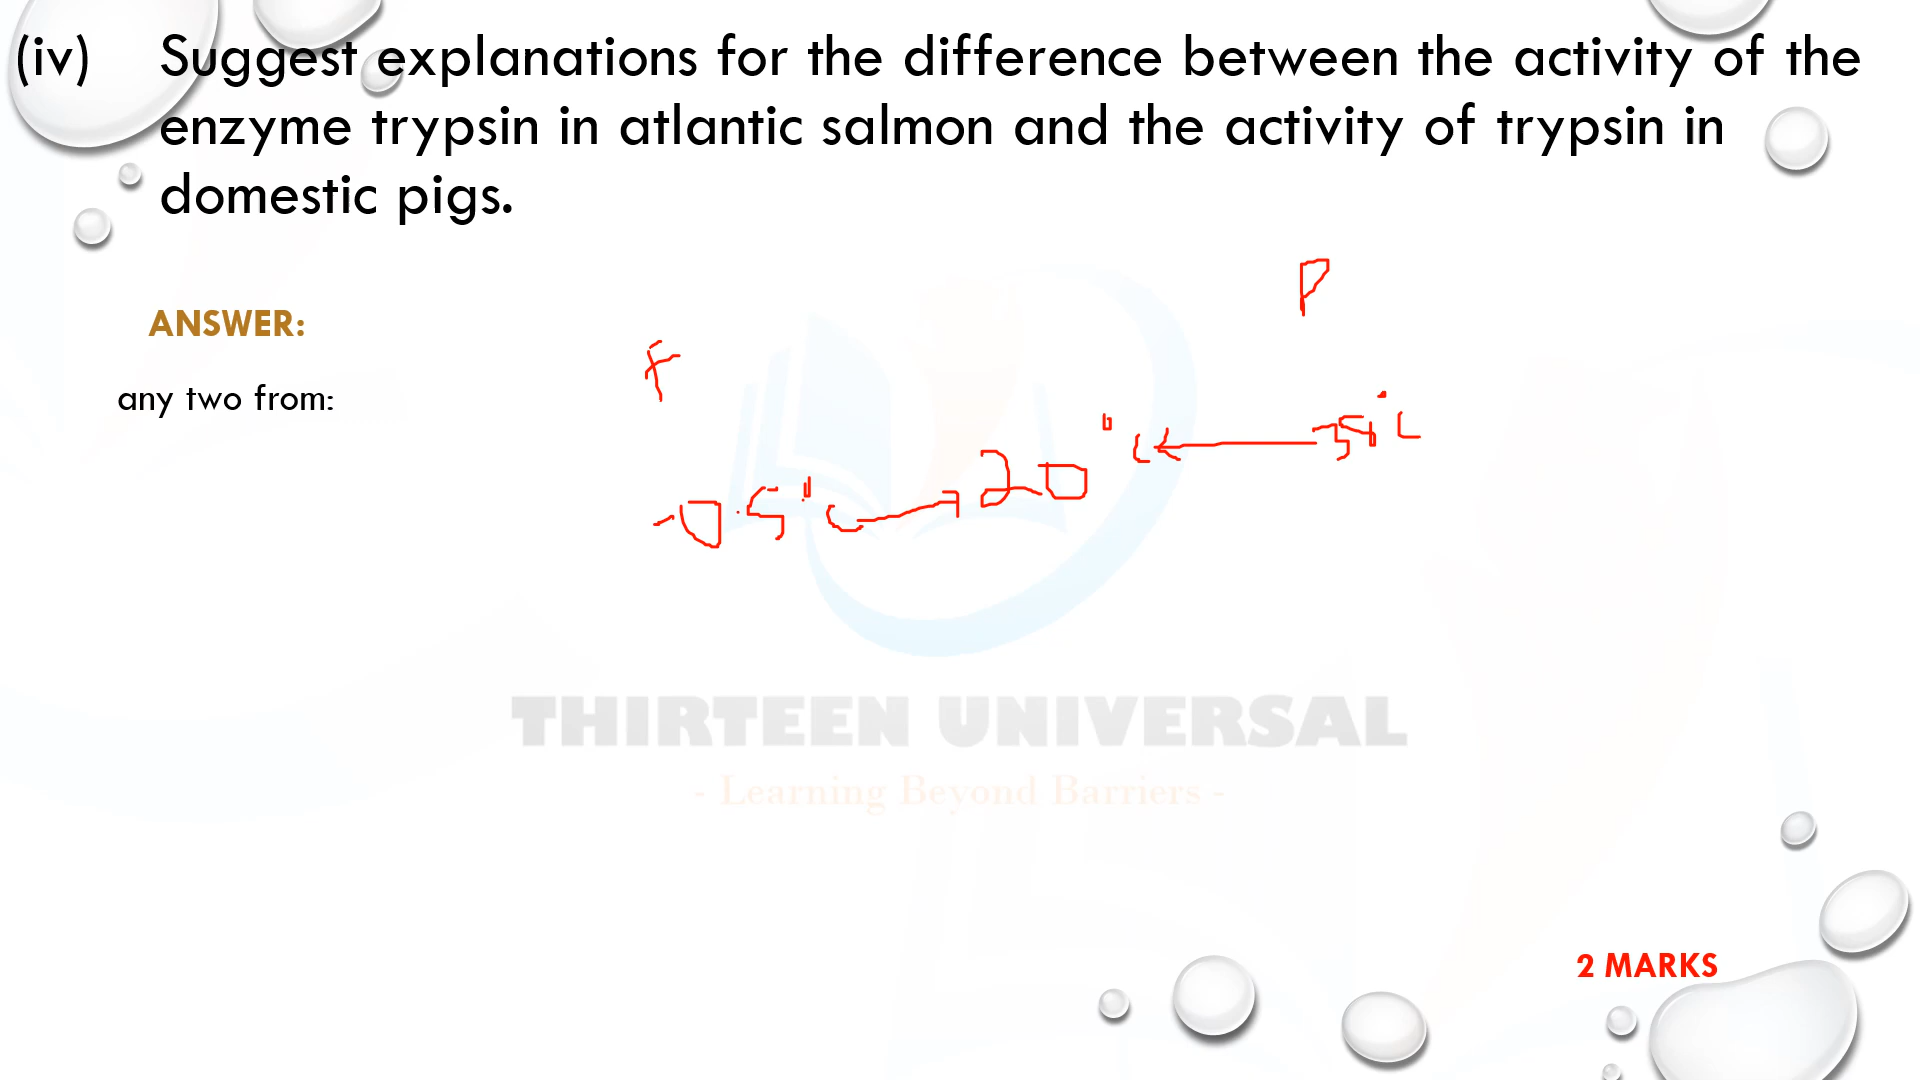 (iv) Suggest explanations for the difference between the activity of the
enzyme trypsin in atlantic salmon and the activity of trypsin in
domestic pigs.
P
ANSWER:
F
any two from:
-0.5°C → 20 °C ← 35°C
THIRTEEN UNIVERSAL
- Learning Beyond Barriers -
2 MARKS